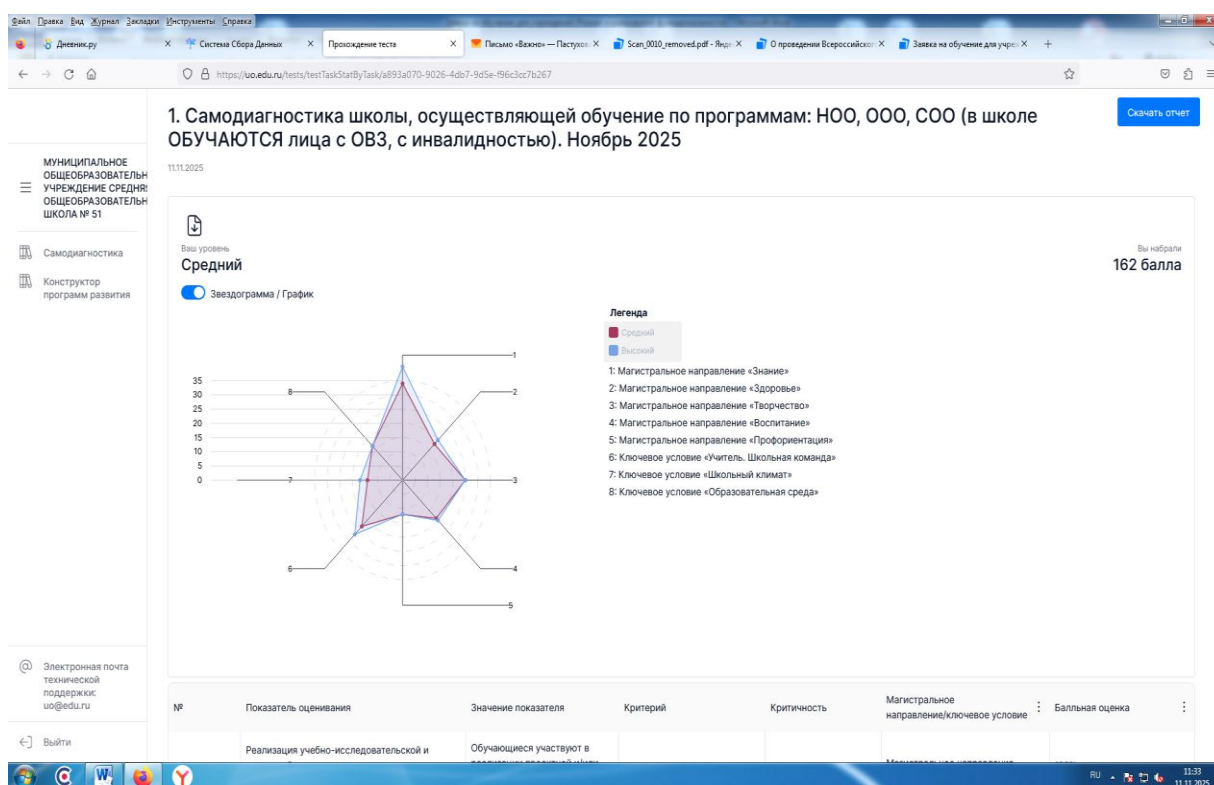 Файл Правка Вид Журнал Закладки Инструменты Справка
Дневник.ру
Система Сбора Данных
Прохождение теста
Письмо «Важно» — Пастухов
Scan_0010_removed.pdf - Янде
О проведении Всероссийског
Заявка на обучение для учре
https://uo.edu.ru/tests/testTaskStatByTask/a893a070-9026-4db7-9d5e-f96c3cc7b267
МУНИЦИПАЛЬНОЕ
ОБЩЕОБРАЗОВАТЕЛЬН
УЧРЕЖДЕНИЕ СРЕДНЯ
ОБЩЕОБРАЗОВАТЕЛЬН
ШКОЛА № 51
Самодиагностика
Конструктор
программ развития
1. Самодиагностика школы, осуществляющей обучение по программам: НОО, ООО, СОО (в школе
ОБУЧАЮТСЯ лица с ОВЗ, с инвалидностью). Ноябрь 2025
Скачать отчет
11.11.2025
Ваш уровень
Средний
Вы набрали
162 балла
Звездограмма / График
35
30
25
20
15
10
5
0
1
2
3
4
5
6
7
8
Легенда
Средний
Высокий
1: Магистральное направление «Знание»
2: Магистральное направление «Здоровье»
3: Магистральное направление «Творчество»
4: Магистральное направление «Воспитание»
5: Магистральное направление «Профориентация»
6: Ключевое условие «Учитель. Школьная команда»
7: Ключевое условие «Школьный климат»
8: Ключевое условие «Образовательная среда»
№
Показатель оценивания
Значение показателя
Критерий
Критичность
Магистральное
направление/ключевое условие
Балльная оценка
Реализация учебно-исследовательской и
Обучающиеся участвуют в
Электронная почта
технической
поддержки:
uo@edu.ru
Выйти
RU
11:33
11.11.2025